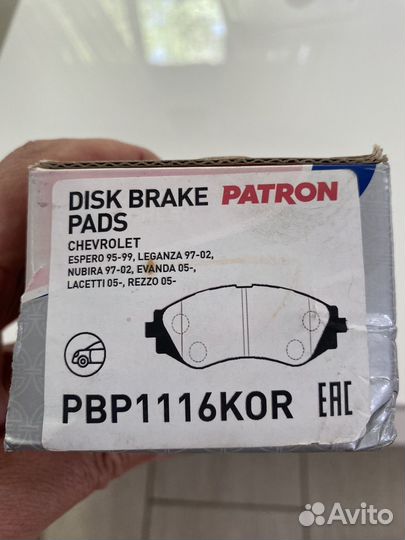 DISK BRAKE PATRON
PADS
CHEVROLET
ESPERO 95-99, LEGANZA 97-02,
NUBIRA 97-02, EVANDA 05-,
LACETTI 05-, REZZO 05-
PBP1116KOR EAC
Avito